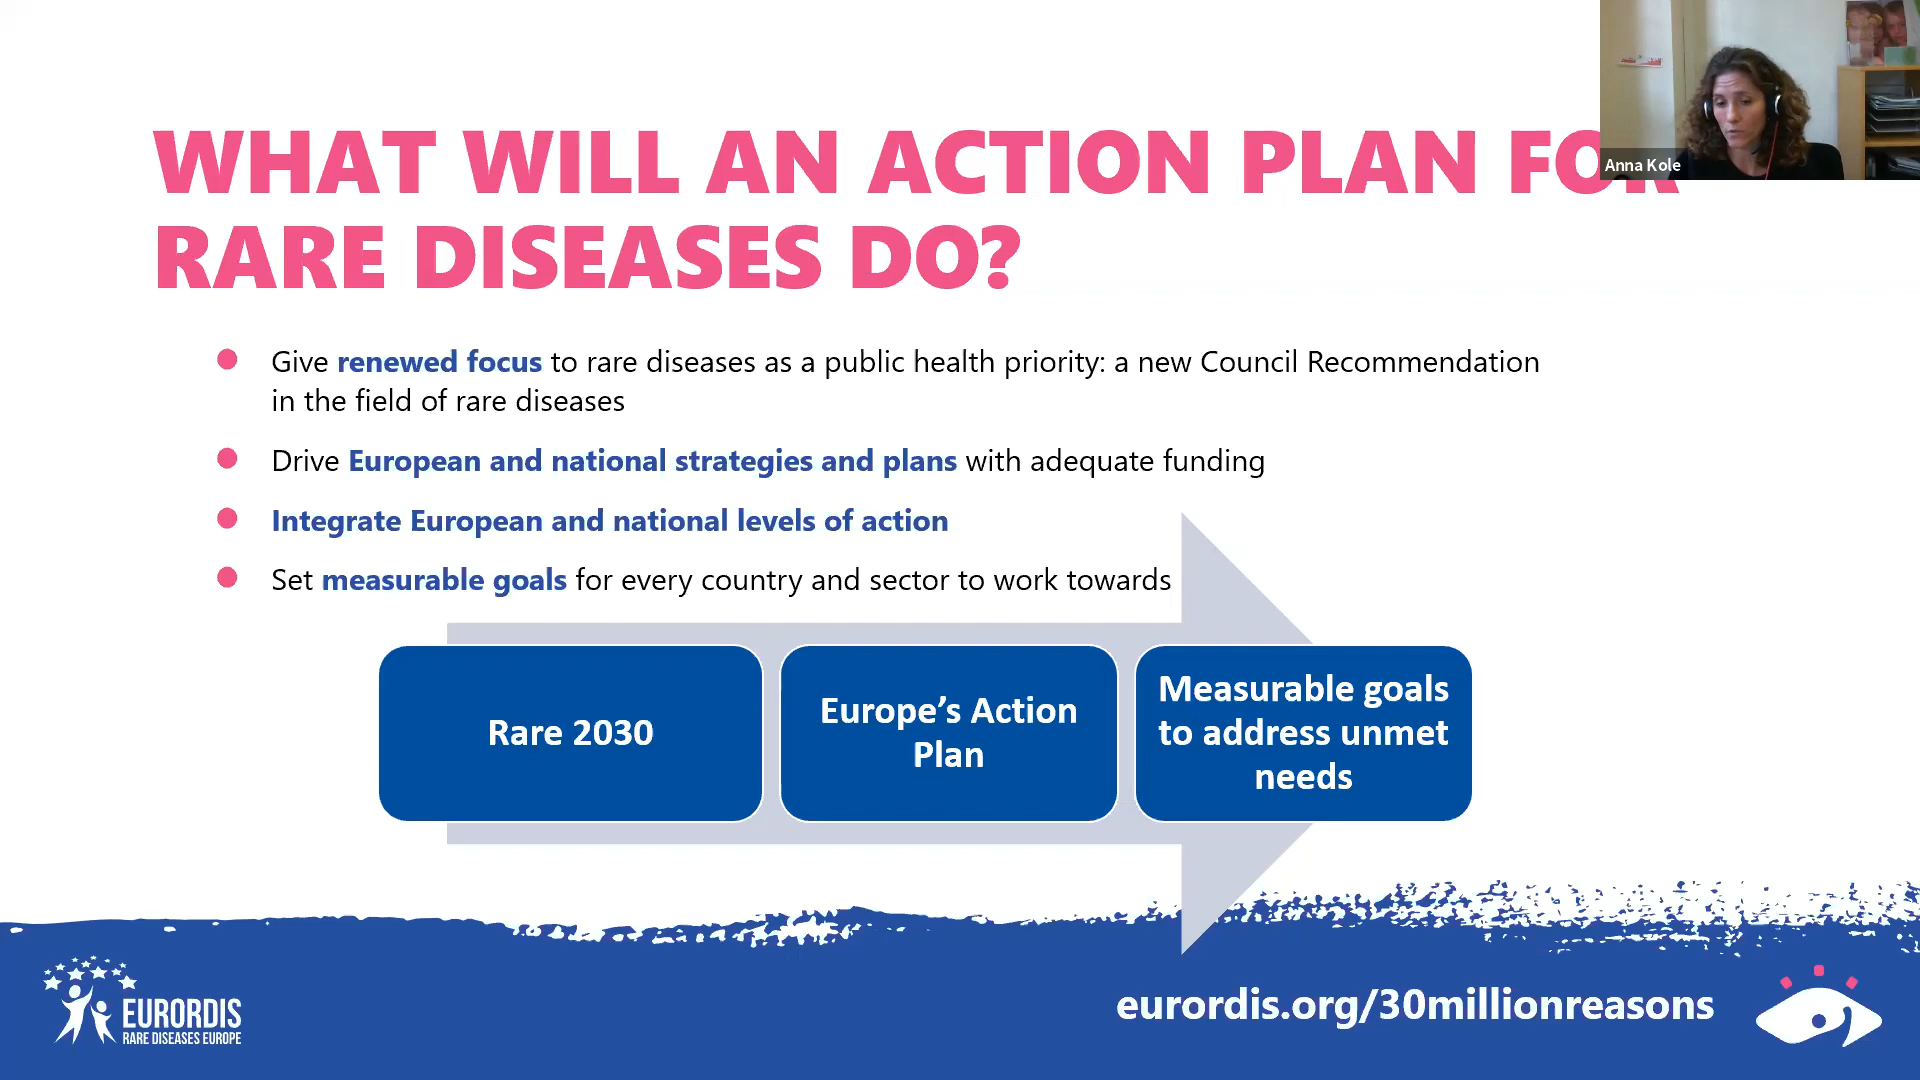 WHAT WILL AN ACTION PLAN FOR
RARE DISEASES DO?
Anna Kole
Give renewed focus to rare diseases as a public health priority: a new Council Recommendation
in the field of rare diseases
Drive European and national strategies and plans with adequate funding
Integrate European and national levels of action
Set measurable goals for every country and sector to work towards
Rare 2030
Europe’s Action
Plan
Measurable goals
to address unmet
needs
EURORDIS
RARE DISEASES EUROPE
eurordis.org/30millionreasons